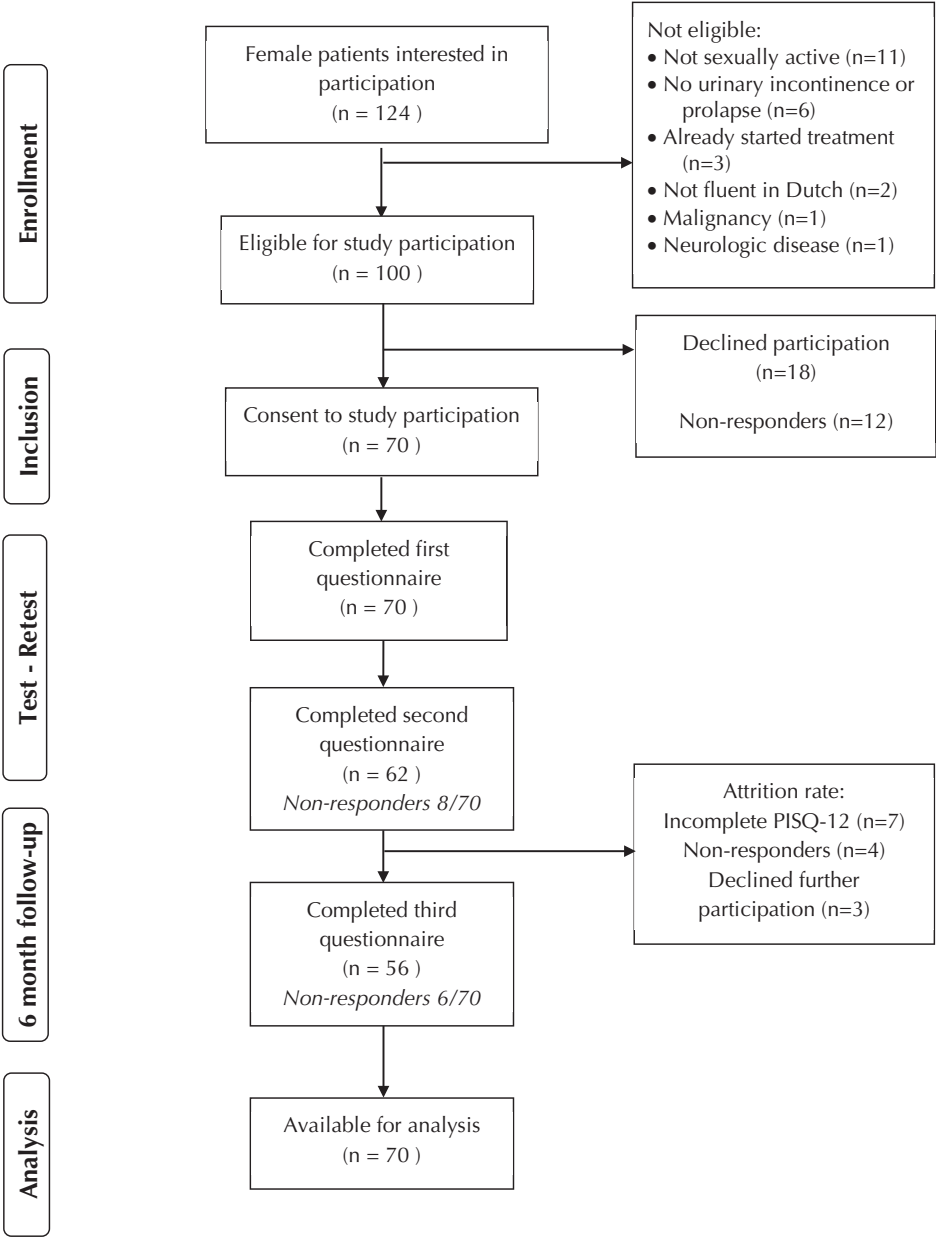 Enrollment
Female patients interested in
participation
(n = 124 )
Not eligible:
• Not sexually active (n=11)
• No urinary incontinence or
prolapse (n=6)
• Already started treatment
(n=3)
• Not fluent in Dutch (n=2)
• Malignancy (n=1)
• Neurologic disease (n=1)
Eligible for study participation
(n = 100 )
Inclusion
Declined participation
(n=18)
Non-responders (n=12)
Consent to study participation
(n = 70 )
Test - Retest
Completed first
questionnaire
(n = 70 )
Completed second
questionnaire
(n = 62 )
Non-responders 8/70
6 month follow-up
Attrition rate:
Incomplete PISQ-12 (n=7)
Non-responders (n=4)
Declined further
participation (n=3)
Completed third
questionnaire
(n = 56 )
Non-responders 6/70
Analysis
Available for analysis
(n = 70 )